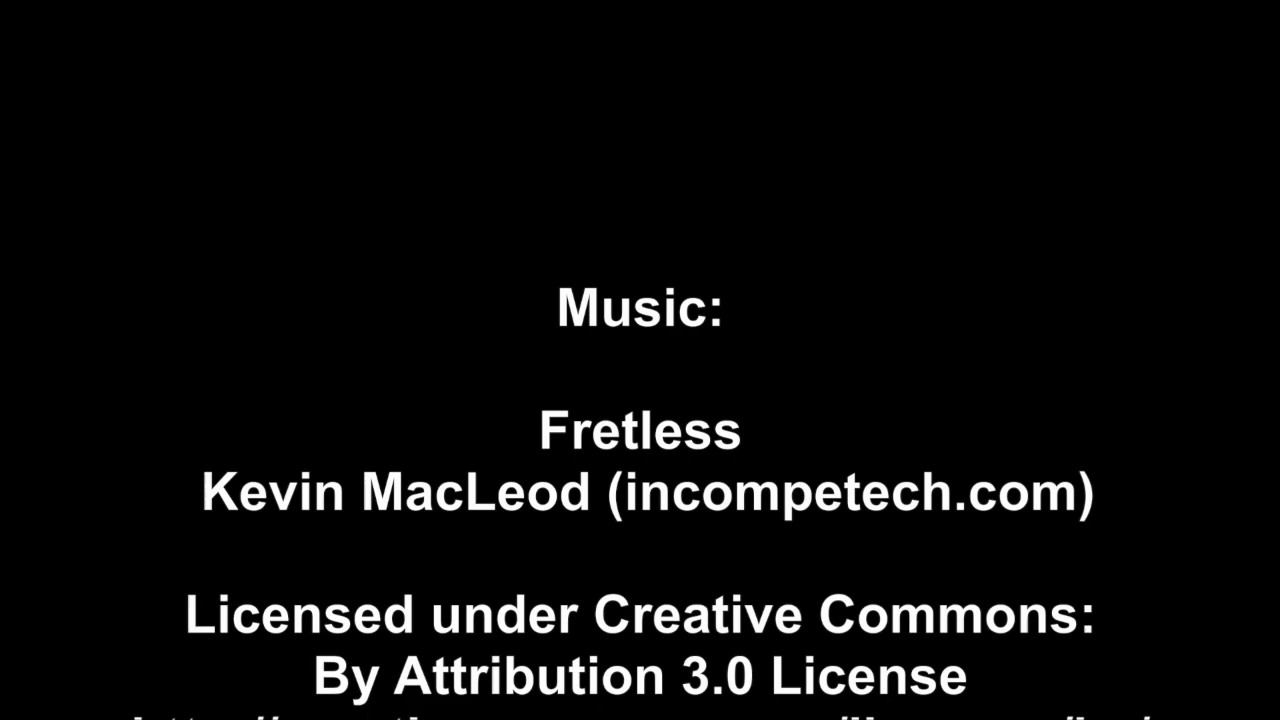 Music:
Fretless
Kevin MacLeod (incompetech.com)
Licensed under Creative Commons:
By Attribution 3.0 License